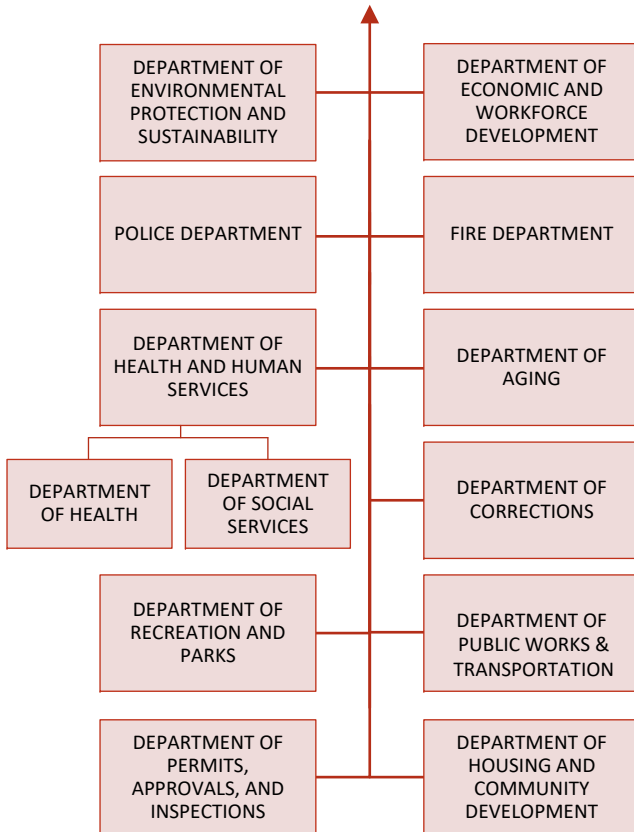 DEPARTMENT OF
ENVIRONMENTAL
PROTECTION AND
SUSTAINABILITY
DEPARTMENT OF
ECONOMIC AND
WORKFORCE
DEVELOPMENT
POLICE DEPARTMENT
FIRE DEPARTMENT
DEPARTMENT OF
HEALTH AND HUMAN
SERVICES
DEPARTMENT OF
AGING
DEPARTMENT
OF HEALTH
DEPARTMENT
OF SOCIAL
SERVICES
DEPARTMENT OF
CORRECTIONS
DEPARTMENT OF
RECREATION AND
PARKS
DEPARTMENT OF
PUBLIC WORKS &
TRANSPORTATION
DEPARTMENT OF
PERMITS,
APPROVALS, AND
INSPECTIONS
DEPARTMENT OF
HOUSING AND
COMMUNITY
DEVELOPMENT